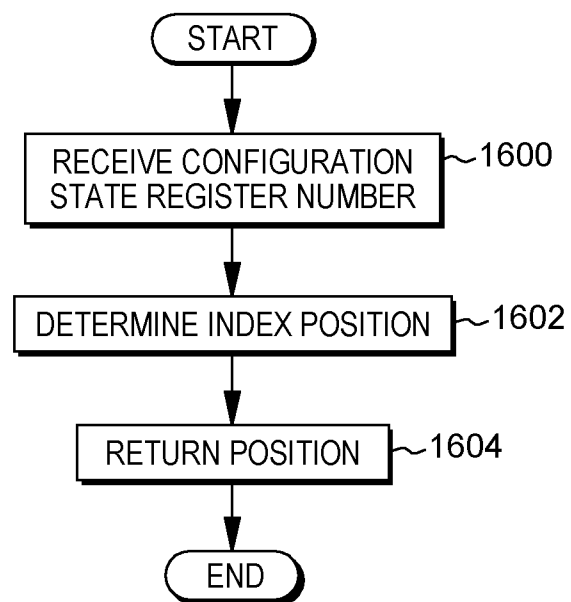 START
RECEIVE CONFIGURATION
STATE REGISTER NUMBER
1600
DETERMINE INDEX POSITION
1602
RETURN POSITION
1604
END